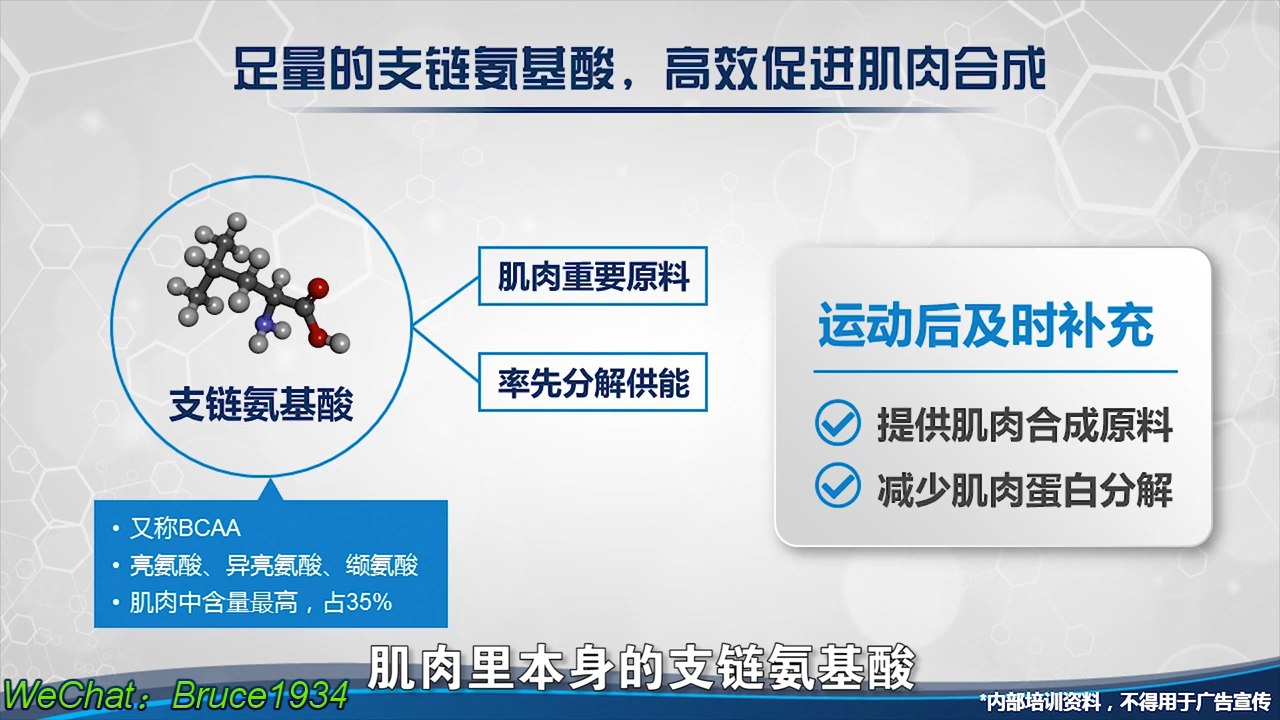 足量的支链氨基酸，高效促进肌肉合成
支链氨基酸
肌肉重要原料
率先分解供能
• 又称BCAA
• 亮氨酸、异亮氨酸、缬氨酸
• 肌肉中含量最高，占35%
运动后及时补充
提供肌肉合成原料
减少肌肉蛋白分解
肌肉里本身的支链氨基酸
WeChat：Bruce1934
*内部培训资料，不得用于广告宣传